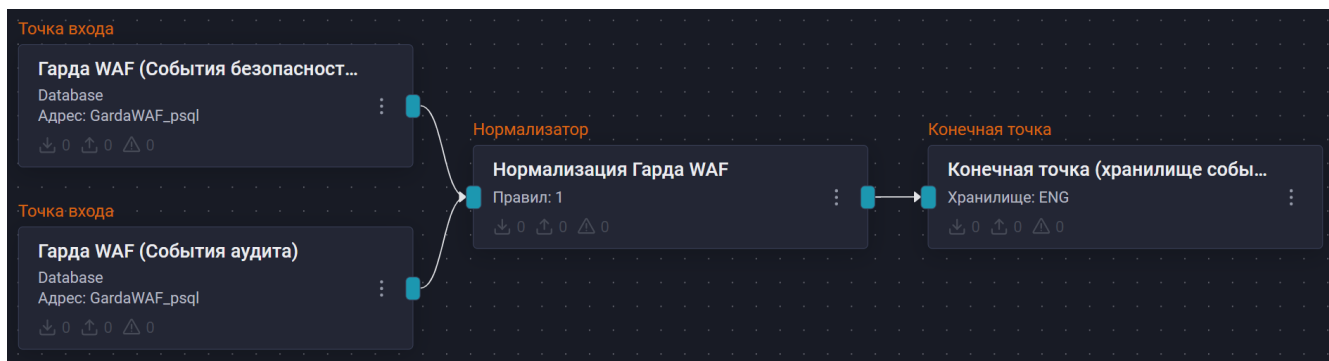 Точка входа
Гарда WAF (События безопасност...
Database
Адрес: GardaWAF_psql
0 0 0
Точка входа
Гарда WAF (События аудита)
Database
Адрес: GardaWAF_psql
0 0 0
Нормализатор
Нормализация Гарда WAF
Правил: 1
0 0 0
Конечная точка
Конечная точка (хранилище собы...
Хранилище: ENG
0 0 0